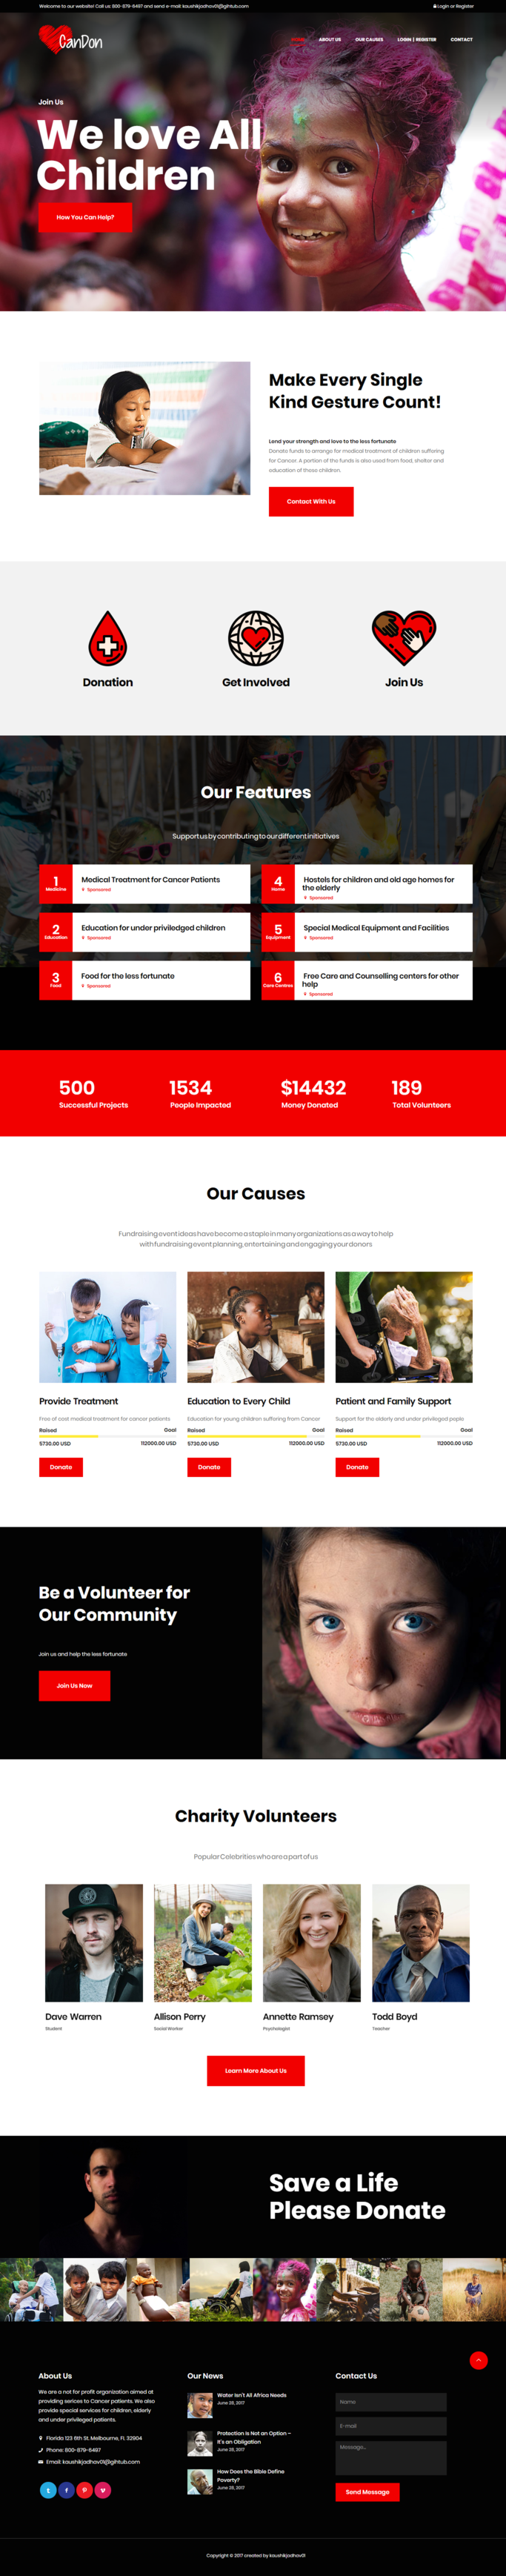 Welcome to our website! Call us: 800-879-6497 and send e-mail: kaushikjadhav01@gihtub.com
Login or Register
CanDon
HOME
ABOUT US
OUR CAUSES
LOGIN | REGISTER
CONTACT
Join Us
We love All
Children
How You Can Help?
Make Every Single
Kind Gesture Count!
Lend your strength and love to the less fortunate
Donate funds to arrange for medical treatment of children suffering
for Cancer. A portion of the funds is also used from food, shelter and
education of these children.
Contact With Us
Donation
Get Involved
Join Us
Our Features
Support us by contributing to our different initiatives
1
Medicine
Medical Treatment for Cancer Patients
Sponsored
4
Home
Hostels for children and old age homes for
the elderly
Sponsored
2
Education
Education for under priviledged children
Sponsored
5
Equipment
Special Medical Equipment and Facilities
Sponsored
3
Food
Food for the less fortunate
Sponsored
6
Care Centres
Free Care and Counselling centers for other
help
Sponsored
500
Successful Projects
1534
People Impacted
$14432
Money Donated
189
Total Volunteers
Our Causes
Fundraising event ideas have become a staple in many organizations as a way to help
with fundraising event planning, entertaining and engaging your donors
Provide Treatment
Free of cost medical treatment for cancer patients
Raised
Goal
5730.00 USD
112000.00 USD
Donate
Education to Every Child
Education for young children suffering from Cancer
Raised
Goal
5730.00 USD
112000.00 USD
Donate
Patient and Family Support
Support for the elderly and under privileged pople
Raised
Goal
5730.00 USD
112000.00 USD
Donate
Be a Volunteer for
Our Community
Join us and help the less fortunate
Join Us Now
Charity Volunteers
Popular Celebrities who are a part of us
Dave Warren
Student
Allison Perry
Social Worker
Annette Ramsey
Psychologist
Todd Boyd
Teacher
Learn More About Us
Save a Life
Please Donate
About Us
We are a not for profit organization aimed at
providing serices to Cancer patients. We also
provide special services for children, elderly
and under privileged patients.
Florida 123 6th St. Melbourne, FL 32904
Phone: 800-879-6497
Email: kaushikjadhav01@gihtub.com
Our News
Water Isn't All Africa Needs
June 28, 2017
Protection Is Not an Option –
It's an Obligation
June 28, 2017
How Does the Bible Define
Poverty?
June 28, 2017
Contact Us
Name
E-mail
Message...
Send Message
Copyright © 2017 created by kaushikjadhav01